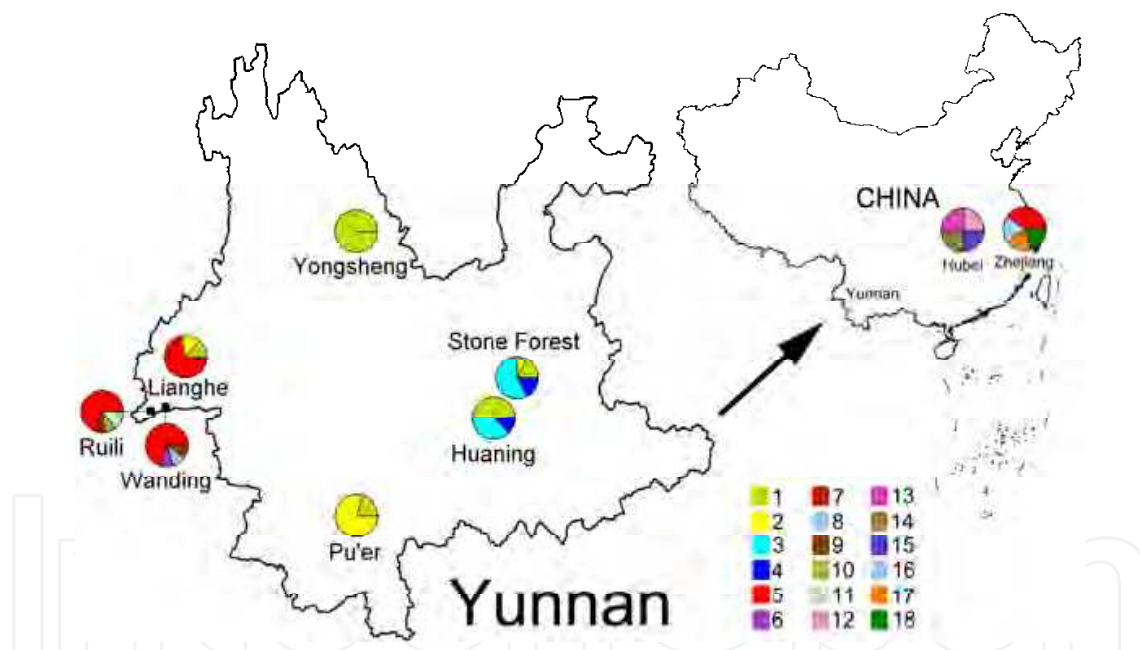 CHINA
Hubei
Zhejiang
Yunnan
Yongsheng
Lianghe
Stone Forest
Ruili
Huaning
Wanding
Pu'er
Yunnan
1 7 13
2 8 14
3 9 15
4 10 16
5 11 17
6 12 18